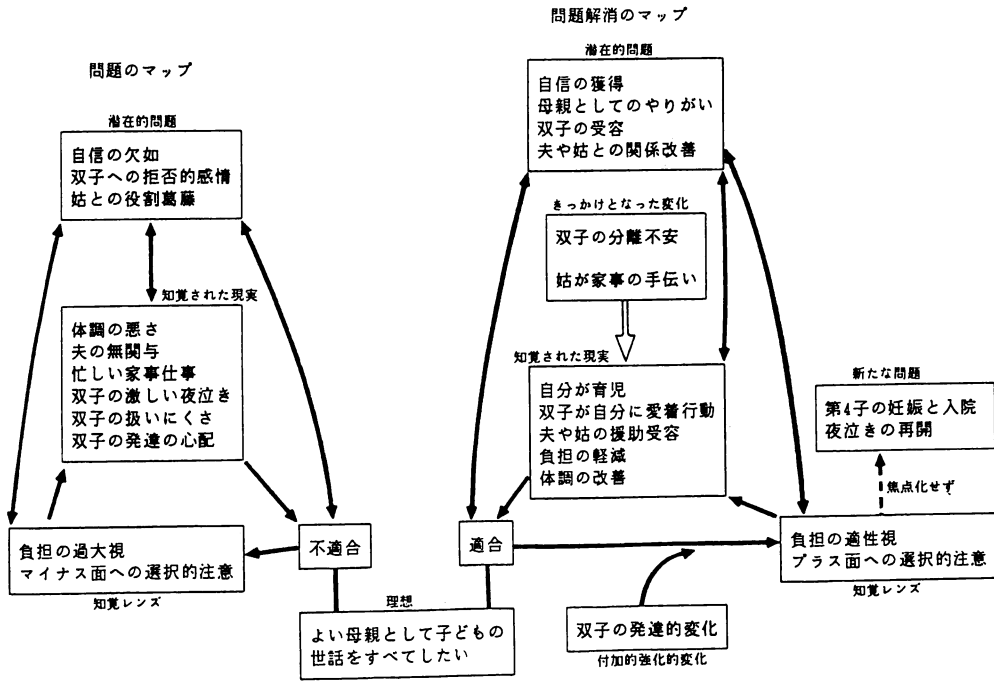 問題のマップ
潜在的問題
自信の欠如
双子への拒否的感情
姑との役割葛藤
知覚された現実
体調の悪さ
夫の無関与
忙しい家事仕事
双子の激しい夜泣き
双子の扱いにくさ
双子の発達の心配
負担の過大視
マイナス面への選択的注意
知覚レンズ
不適合
理想
よい母親として子どもの
世話をすべてしたい
問題解消のマップ
潜在的問題
自信の獲得
母親としてのやりがい
双子の受容
夫や姑との関係改善
きっかけとなった変化
双子の分離不安
姑が家事の手伝い
知覚された現実
自分が育児
双子が自分に愛着行動
夫や姑の援助受容
負担の軽減
体調の改善
適合
新たな問題
第4子の妊娠と入院
夜泣きの再開
焦点化せず
負担の適性視
プラス面への選択的注意
知覚レンズ
双子の発達的変化
付加的強化的変化